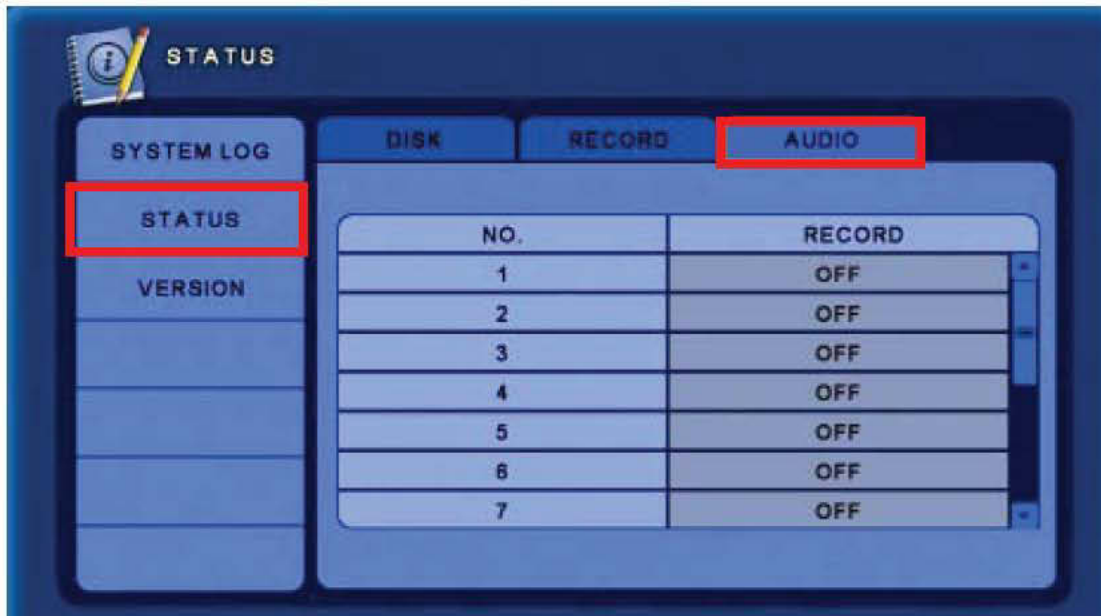 STATUS
SYSTEM LOG
STATUS
VERSION
DISK RECORD AUDIO
NO. RECORD
1 OFF
2 OFF
3 OFF
4 OFF
5 OFF
6 OFF
7 OFF